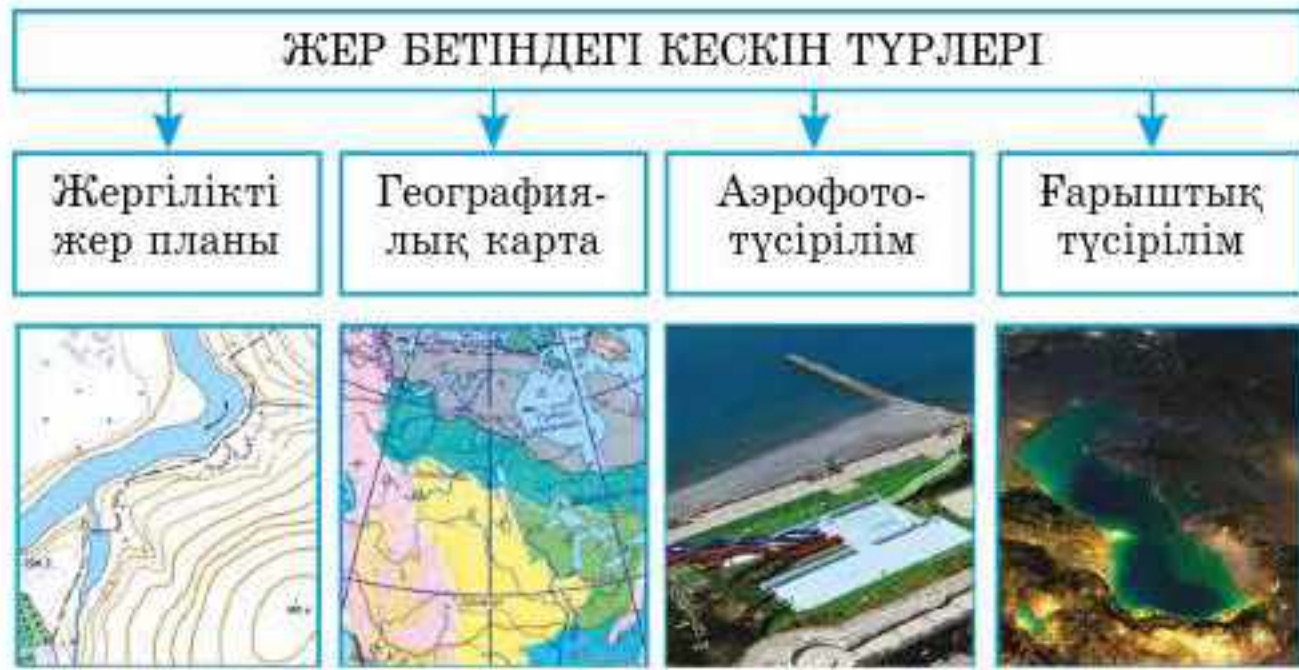 ЖЕР БЕТІНДЕГІ КЕСКІН ТҮРЛЕРІ
Жергілікті
жер планы
География-
лық карта
Аэрофото-
түсірілім
Ғарыштық
түсірілім